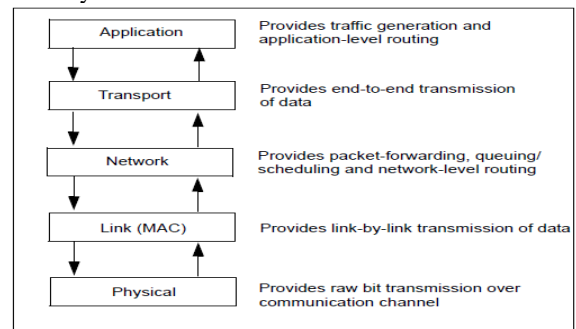 Application
Provides traffic generation and
application-level routing
Transport
Provides end-to-end transmission
of data
Network
Provides packet-forwarding, queuing/
scheduling and network-level routing
Link (MAC)
Provides link-by-link transmission of data
Physical
Provides raw bit transmission over
communication channel